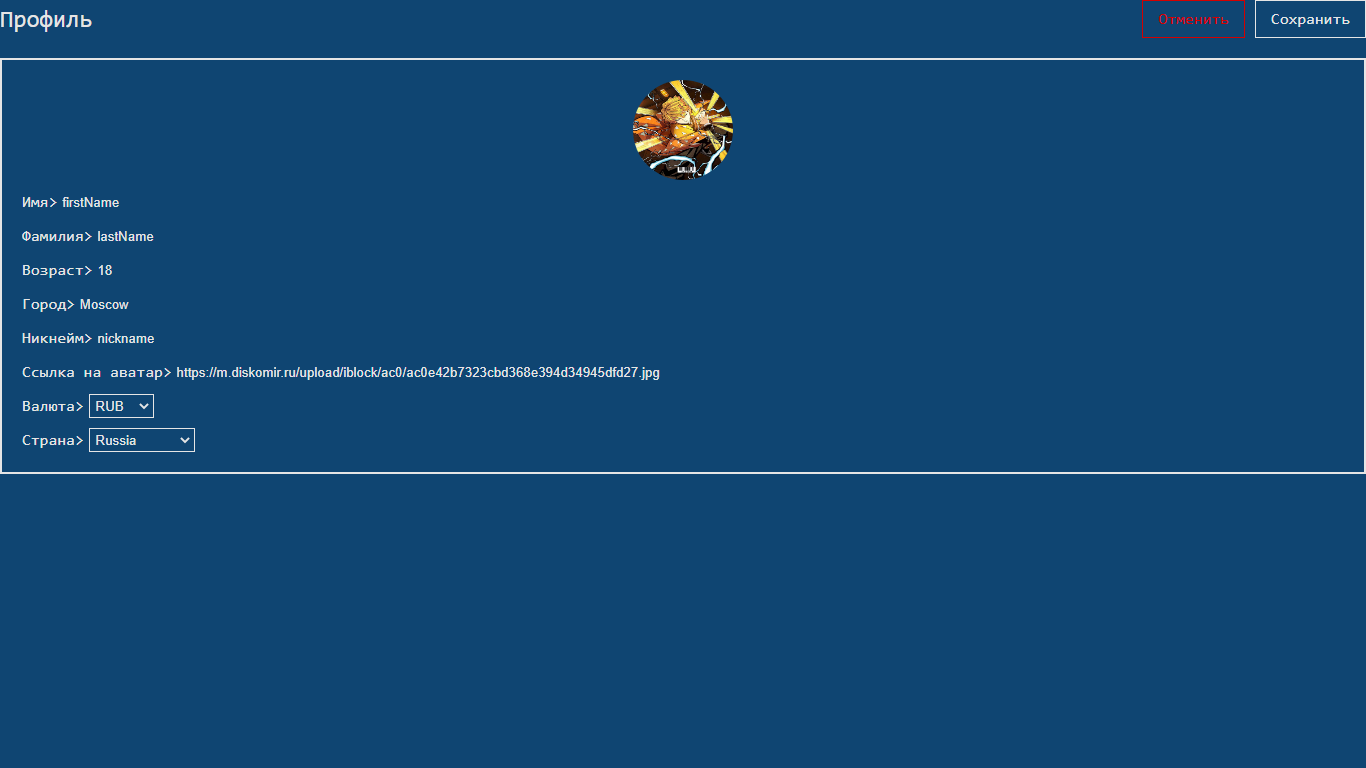 Профиль
Отменить
Сохранить
Имя> firstName
Фамилия> lastName
Возраст> 18
Город> Moscow
Никнейм> nickname
Ссылка на аватар> https://m.diskomir.ru/upload/iblock/ac0/ac0e42b7323cbd368e394d34945dfd27.jpg
Валюта> RUB
Страна> Russia